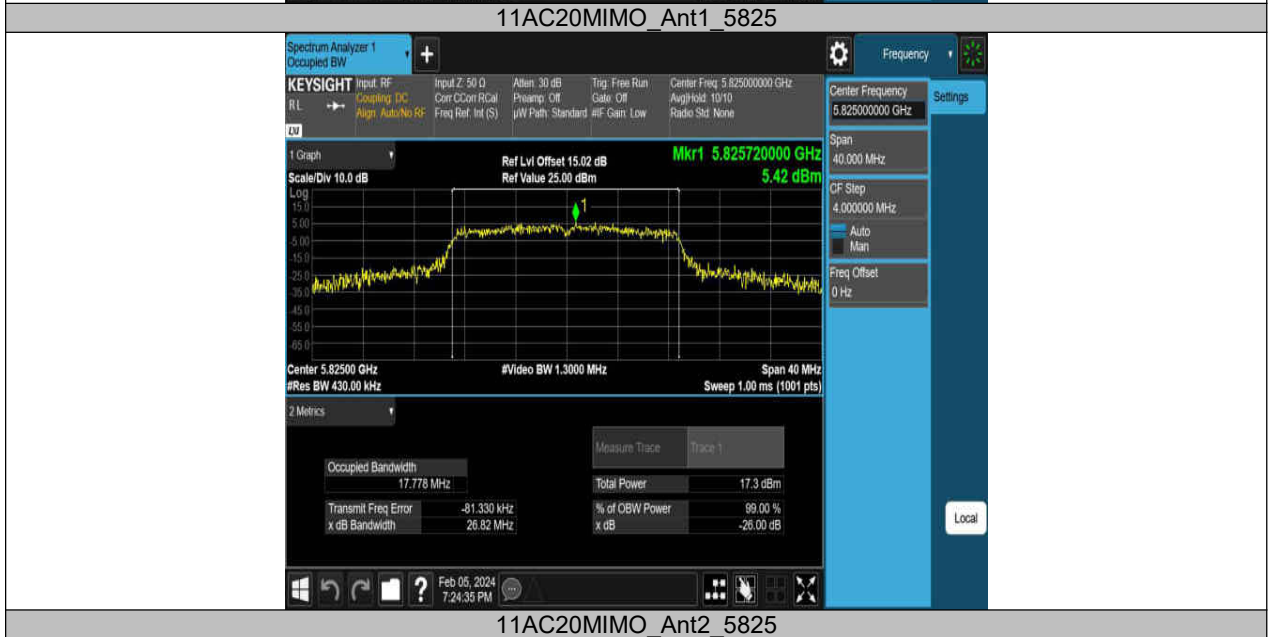 11AC20MIMO_Ant1_5825
Spectrum Analyzer 1
Occupied BW
+
Frequency
KEYSIGHT
RL
LXI
Input: RF
Coupling: DC
Align: Auto/No RF
Input Z: 50 Ω
Corr CCorr RCal
Freq Ref: Int (S)
Atten: 30 dB
Preamp: Off
µW Path: Standard
Trig: Free Run
Gate: Off
#IF Gain: Low
Center Freq: 5.825000000 GHz
Avg|Hold: 10/10
Radio Std: None
Center Frequency
5.825000000 GHz
Settings
Span
40.000 MHz
CF Step
4.000000 MHz
Auto
Man
Freq Offset
0 Hz
1 Graph
Scale/Div 10.0 dB
Ref Lvl Offset 15.02 dB
Ref Value 25.00 dBm
Mkr1 5.825720000 GHz
5.42 dBm
Log
15.0
5.00
-5.00
-15.0
-25.0
-35.0
-45.0
-55.0
-65.0
1
Center 5.82500 GHz
#Res BW 430.00 kHz
#Video BW 1.3000 MHz
Span 40 MHz
Sweep 1.00 ms (1001 pts)
2 Metrics
Measure Trace
Trace 1
Occupied Bandwidth
17.778 MHz
Total Power
17.3 dBm
Transmit Freq Error
-81.330 kHz
% of OBW Power
99.00 %
x dB Bandwidth
26.82 MHz
x dB
-26.00 dB
Local
?
Feb 05, 2024
7:24:35 PM
11AC20MIMO_Ant2_5825